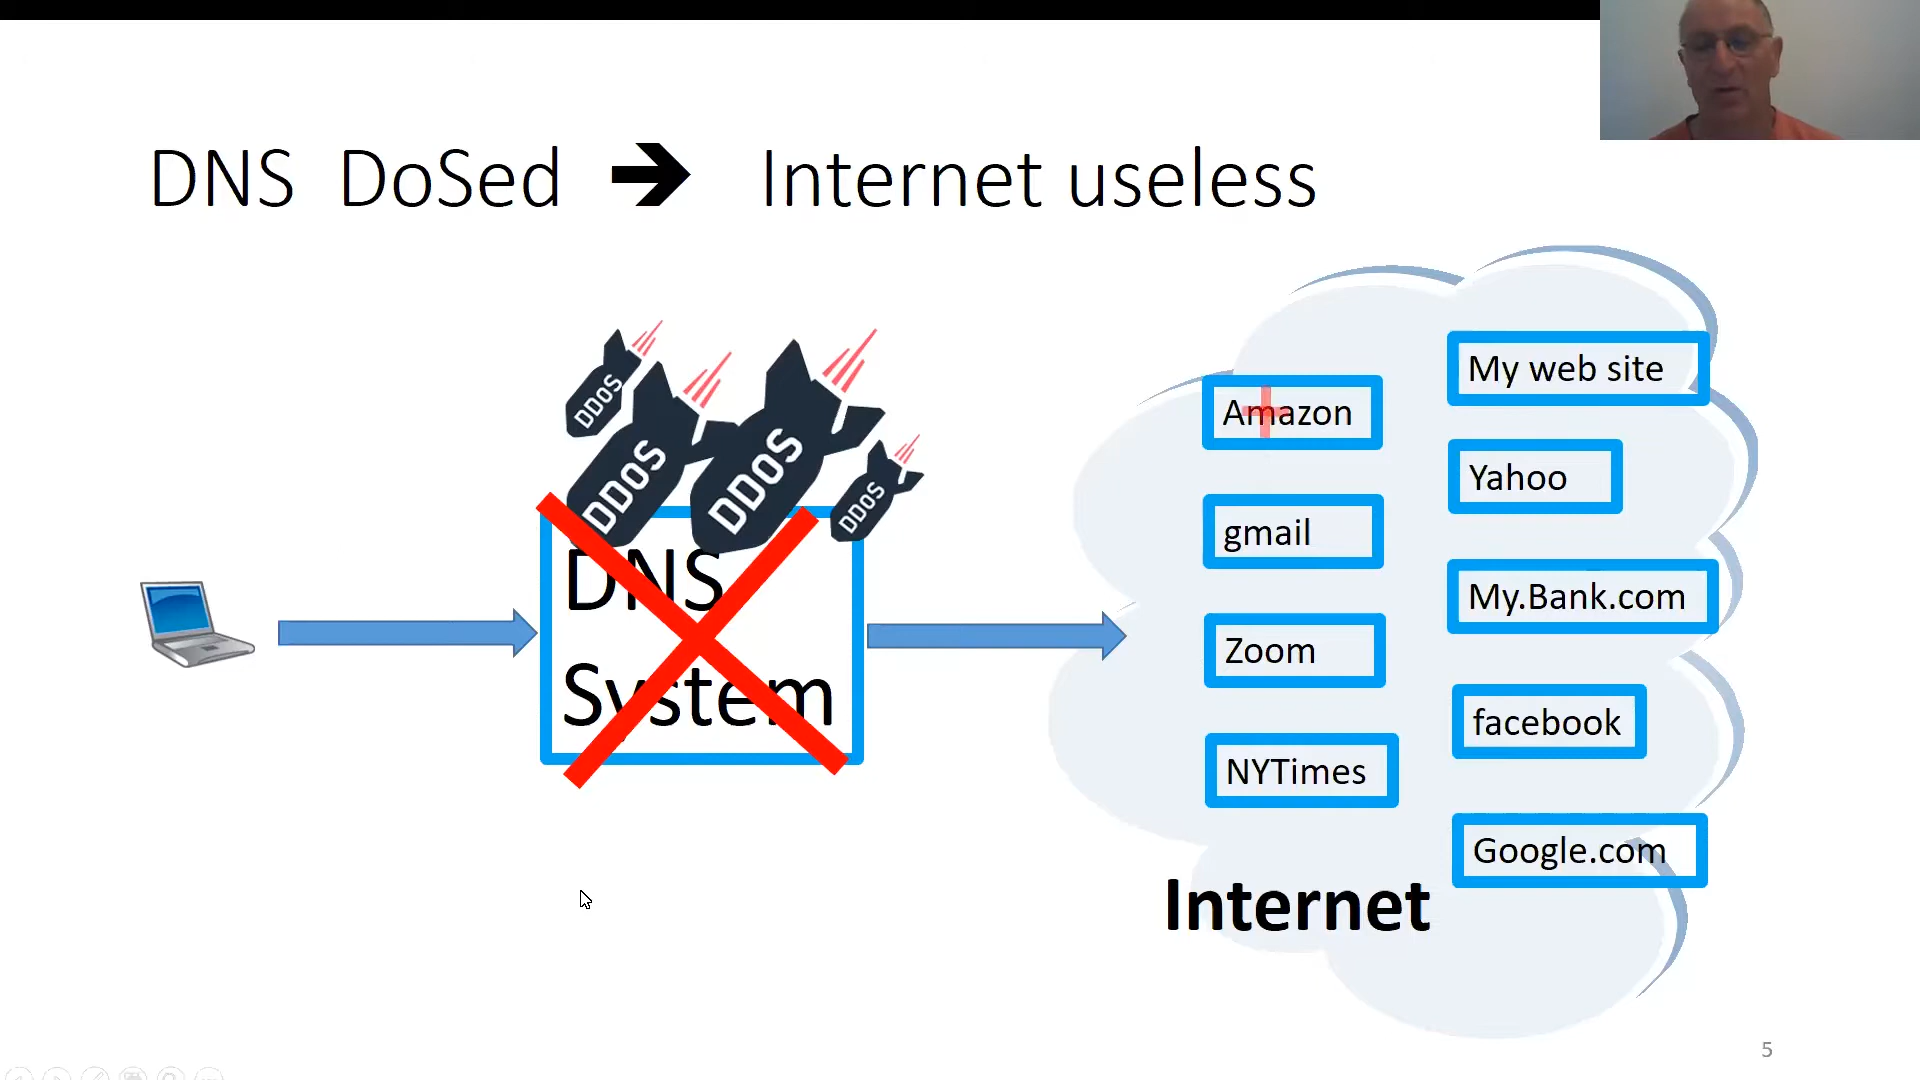 DNS DoSed ➔ Internet useless
DDOS
DDOS
DDOS
DDOS
DNS
System
My web site
Amazon
Yahoo
gmail
My.Bank.com
Zoom
facebook
NYTimes
Google.com
Internet
5